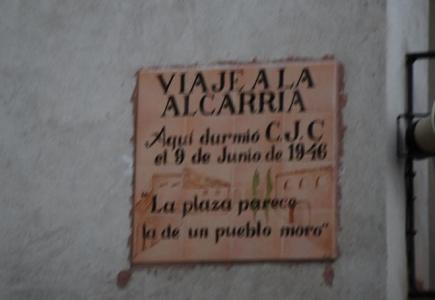 VIAJE A LA
ALCARRIA
Aquí durmió C.J.C
el 9 de Junio de 1946
"La plaza parece
la de un pueblo moro"